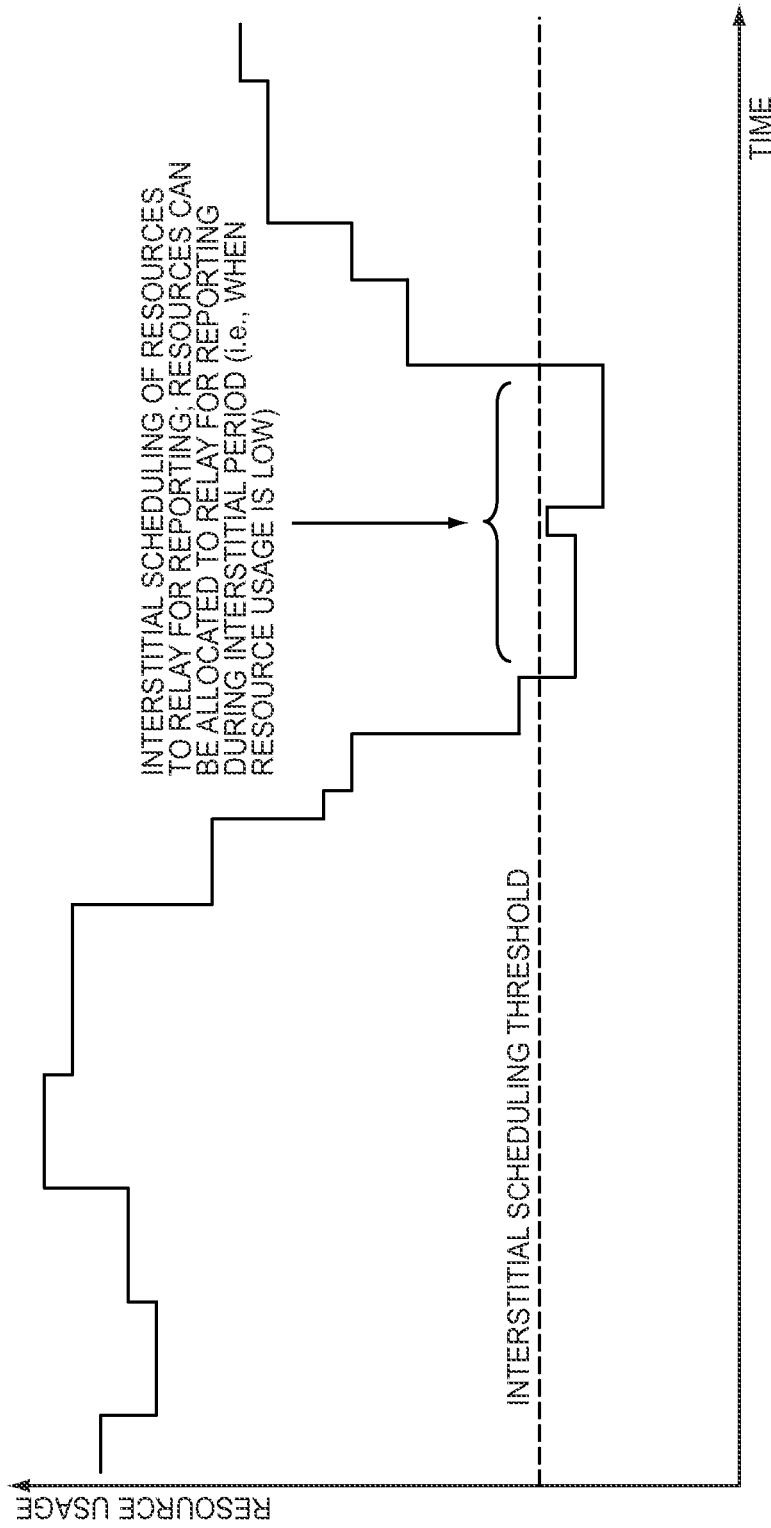 RESOURCE USAGE
INTERSTITIAL SCHEDULING OF RESOURCES
TO RELAY FOR REPORTING; RESOURCES CAN
BE ALLOCATED TO RELAY FOR REPORTING
DURING INTERSTITIAL PERIOD (i.e., WHEN
RESOURCE USAGE IS LOW)
INTERSTITIAL SCHEDULING THRESHOLD
TIME